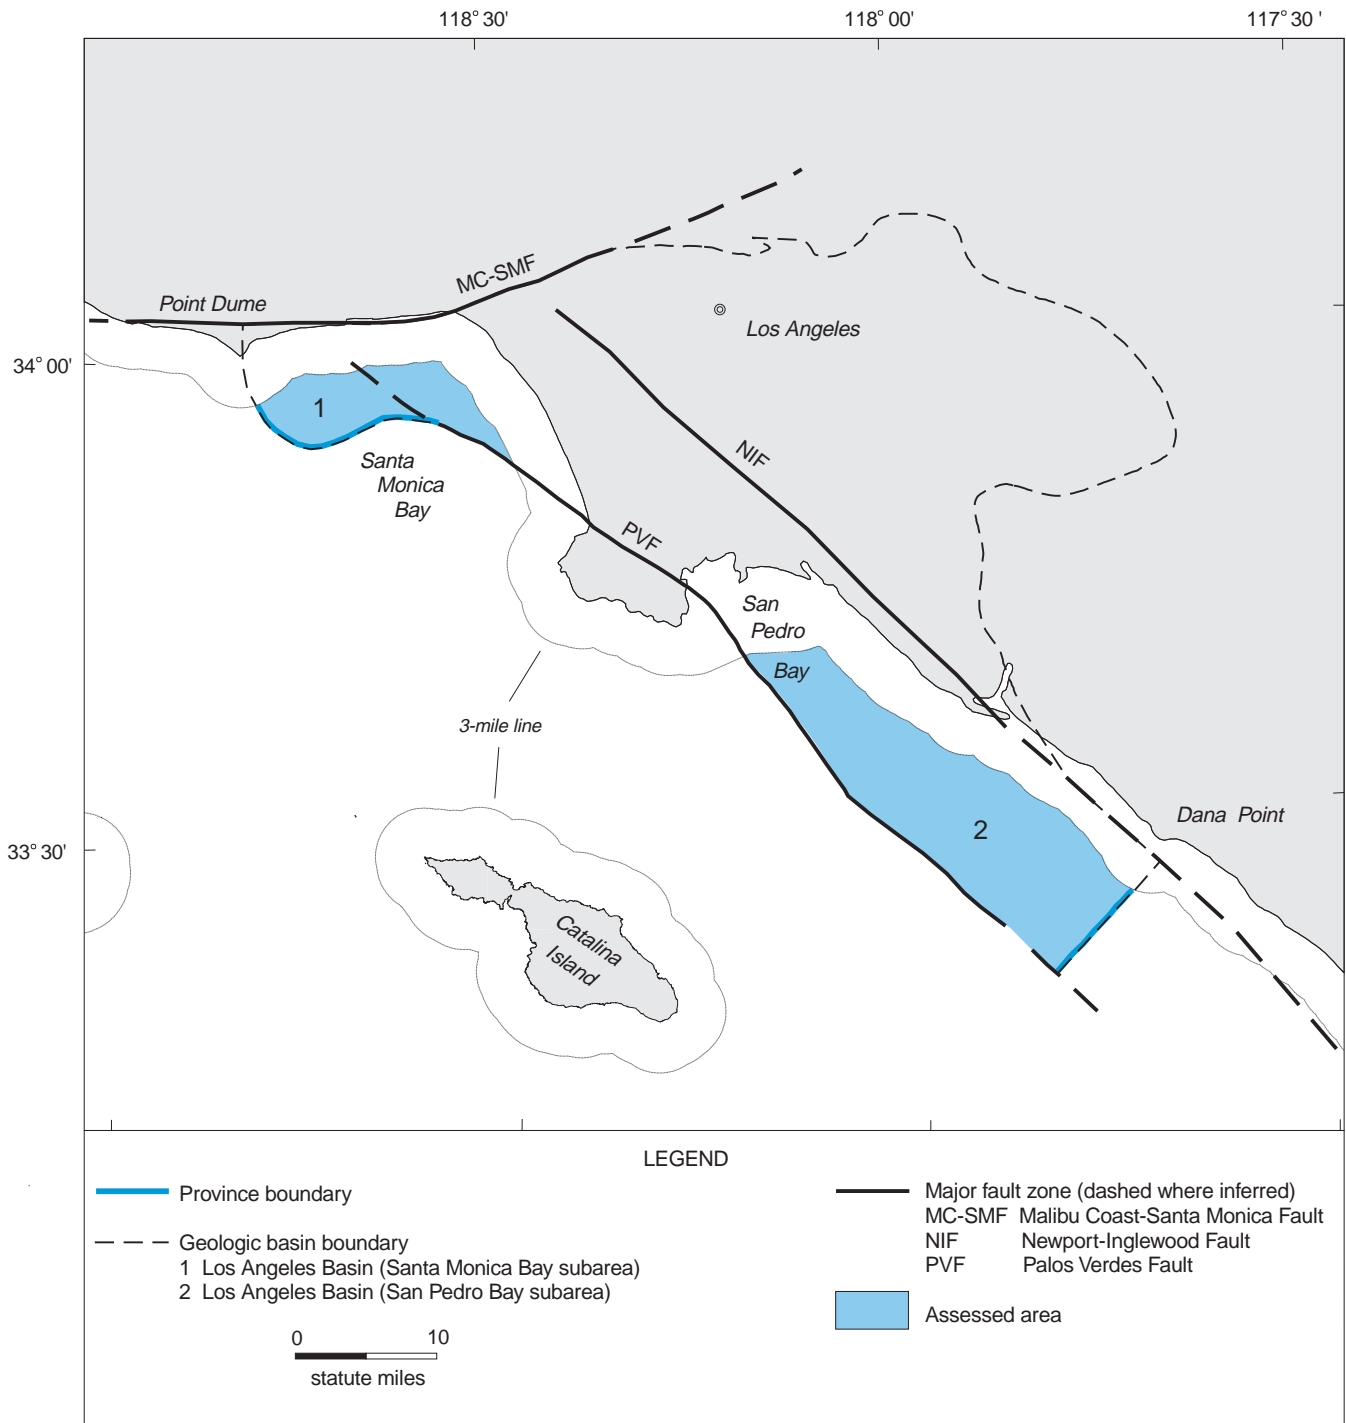 118° 30'
118° 00'
117° 30 '
MC-SMF
Point Dume
Los Angeles
34° 00'
1
NIF
Santa
Monica
Bay
PVF
San
Pedro
Bay
3-mile line
Dana Point
2
33° 30'
Catalina
Island
LEGEND
Province boundary
Geologic basin boundary
1 Los Angeles Basin (Santa Monica Bay subarea)
2 Los Angeles Basin (San Pedro Bay subarea)
0 10
statute miles
Major fault zone (dashed where inferred)
MC-SMF Malibu Coast-Santa Monica Fault
NIF Newport-Inglewood Fault
PVF Palos Verdes Fault
Assessed area